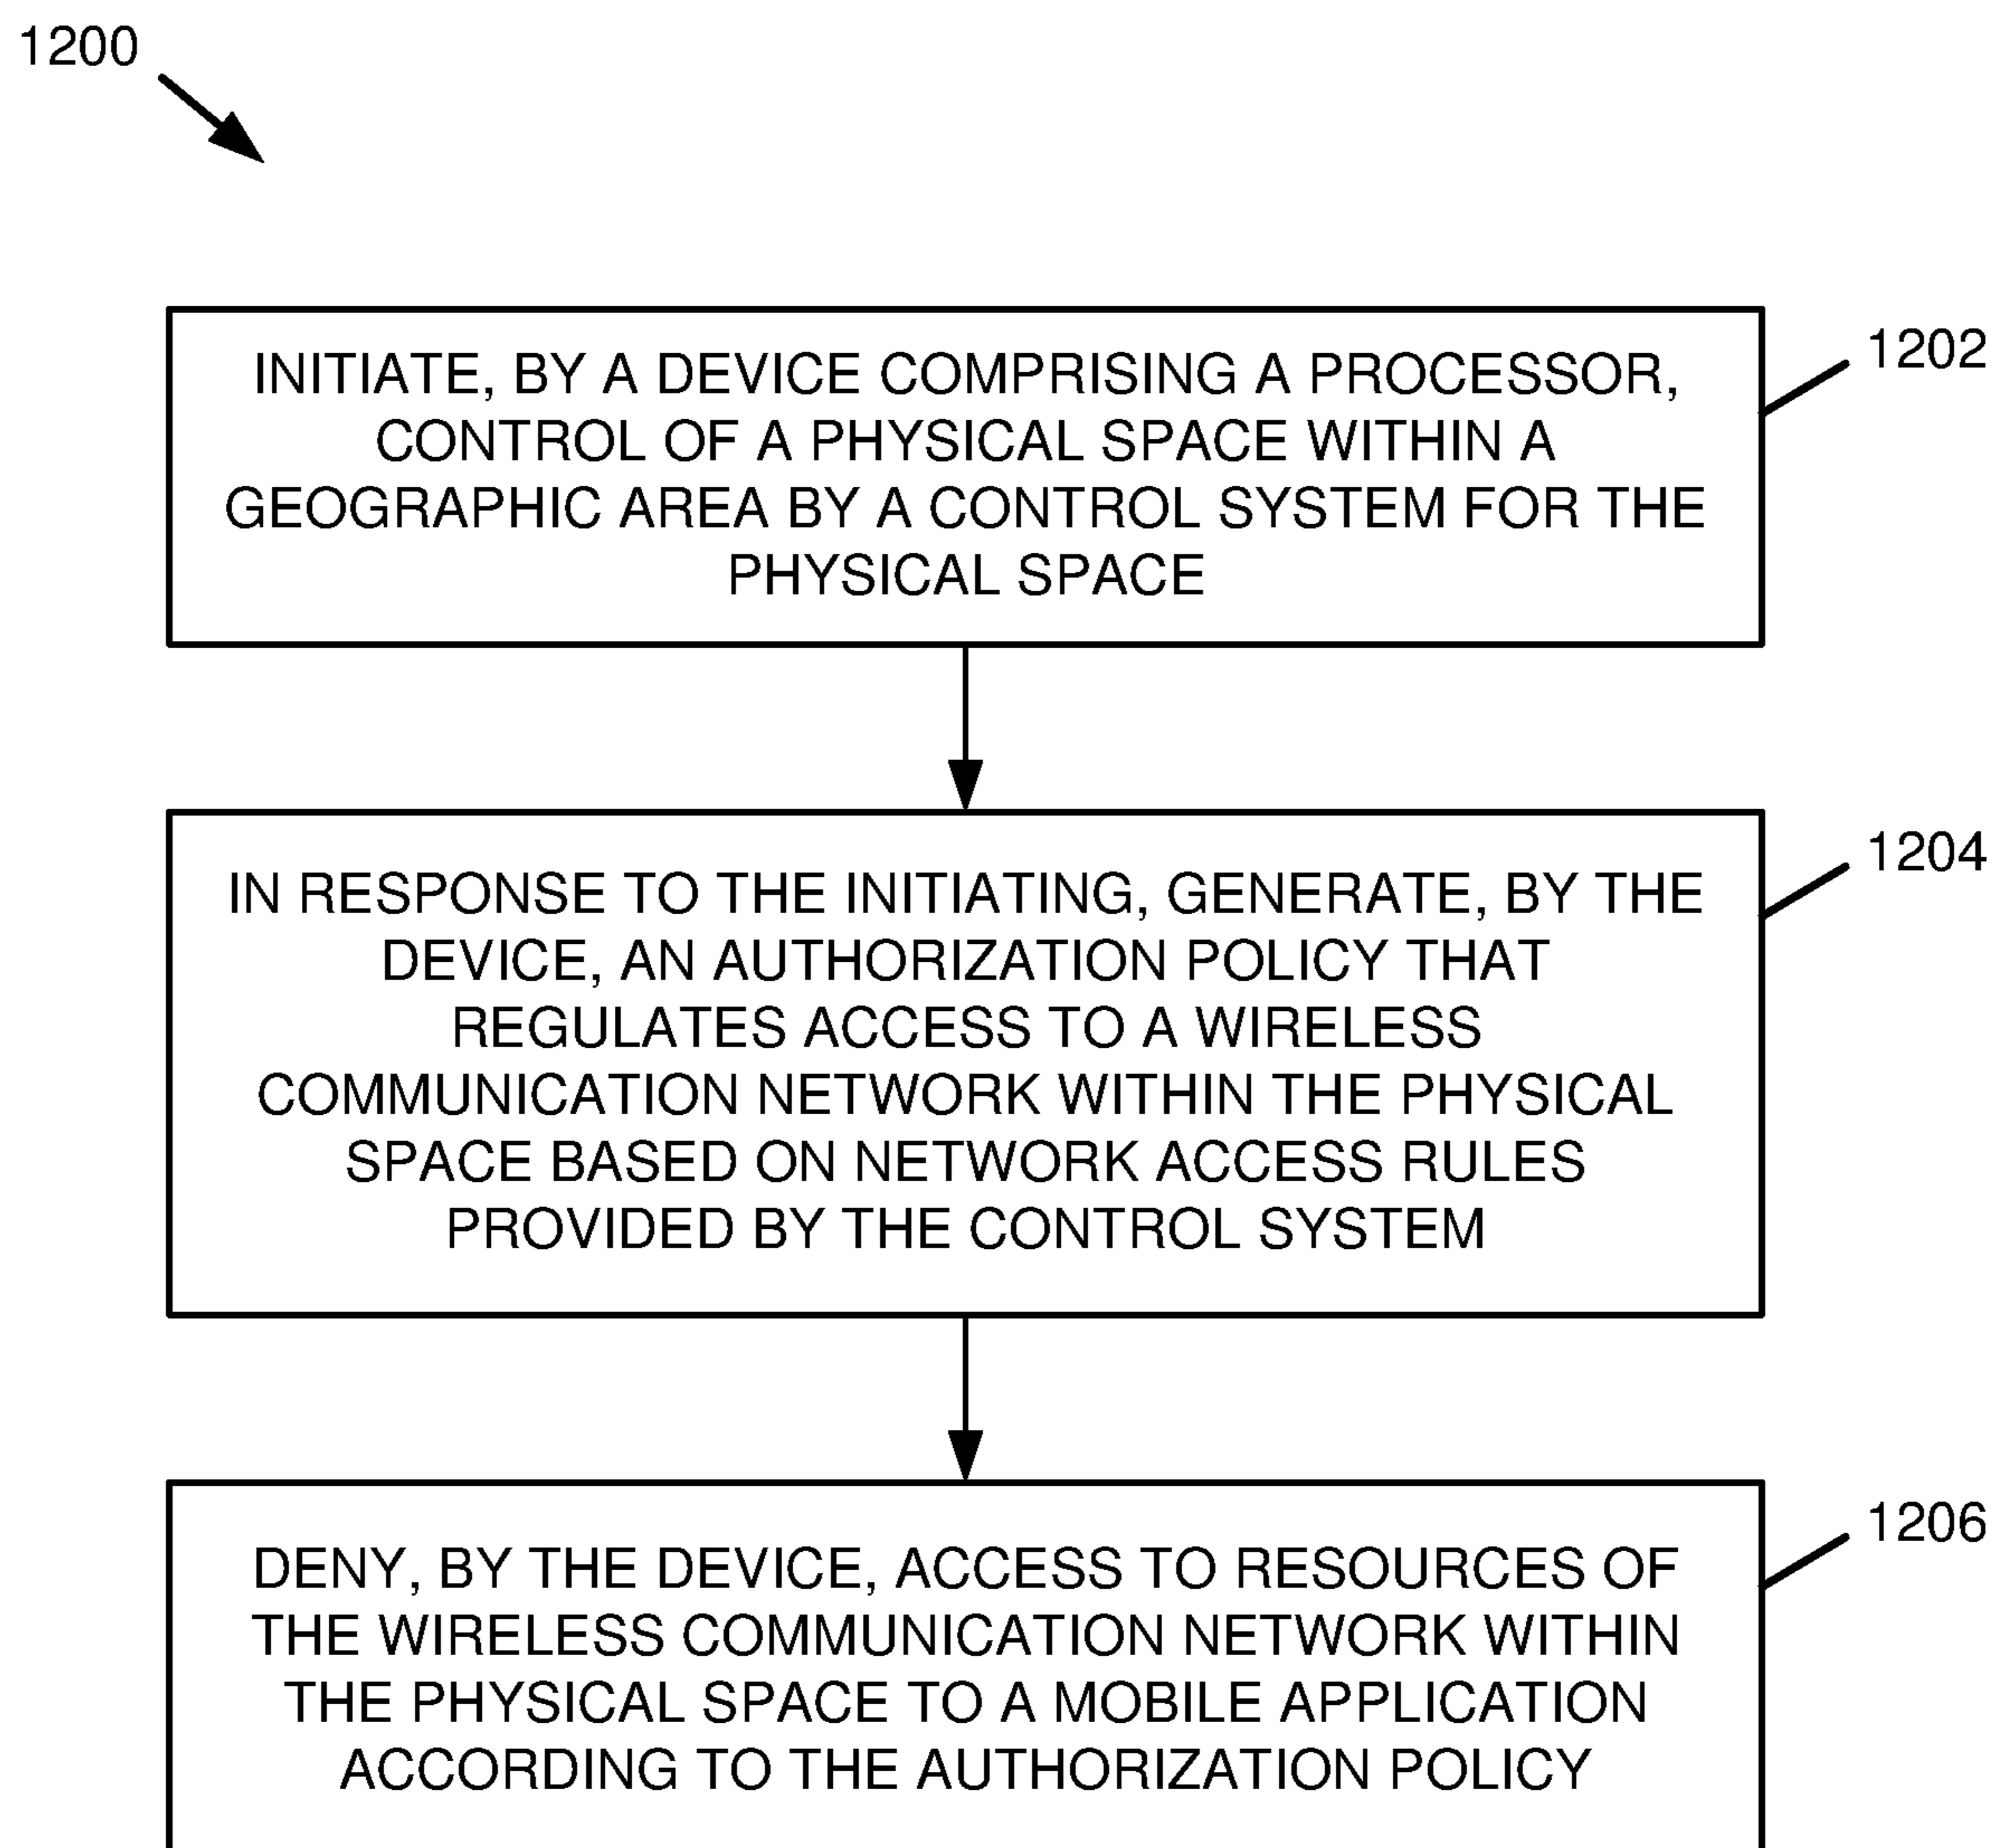 1200
INITIATE, BY A DEVICE COMPRISING A PROCESSOR,
CONTROL OF A PHYSICAL SPACE WITHIN A
GEOGRAPHIC AREA BY A CONTROL SYSTEM FOR THE
PHYSICAL SPACE
1202
IN RESPONSE TO THE INITIATING, GENERATE, BY THE
DEVICE, AN AUTHORIZATION POLICY THAT
REGULATES ACCESS TO A WIRELESS
COMMUNICATION NETWORK WITHIN THE PHYSICAL
SPACE BASED ON NETWORK ACCESS RULES
PROVIDED BY THE CONTROL SYSTEM
1204
DENY, BY THE DEVICE, ACCESS TO RESOURCES OF
THE WIRELESS COMMUNICATION NETWORK WITHIN
THE PHYSICAL SPACE TO A MOBILE APPLICATION
ACCORDING TO THE AUTHORIZATION POLICY
1206